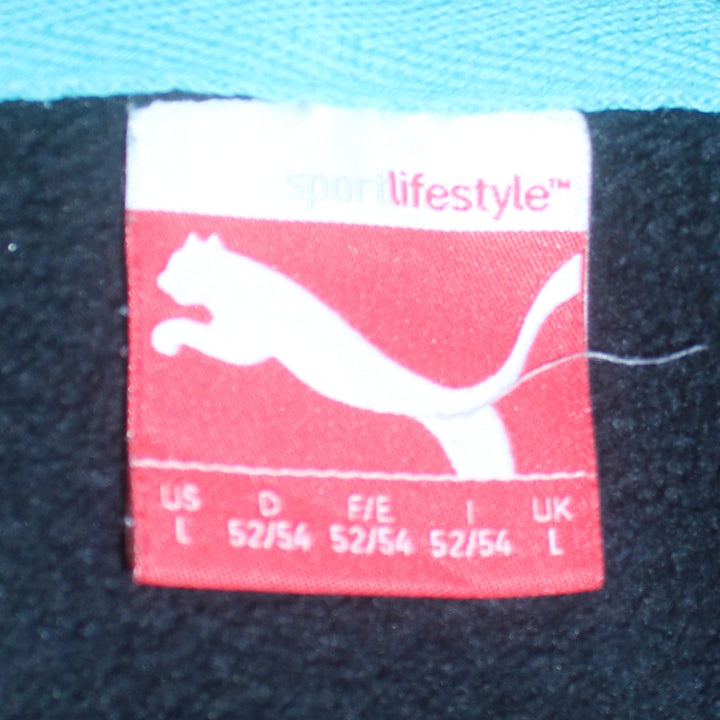 sportlifestyle™
US D F/E I UK
L 52/54 52/54 52/54 L